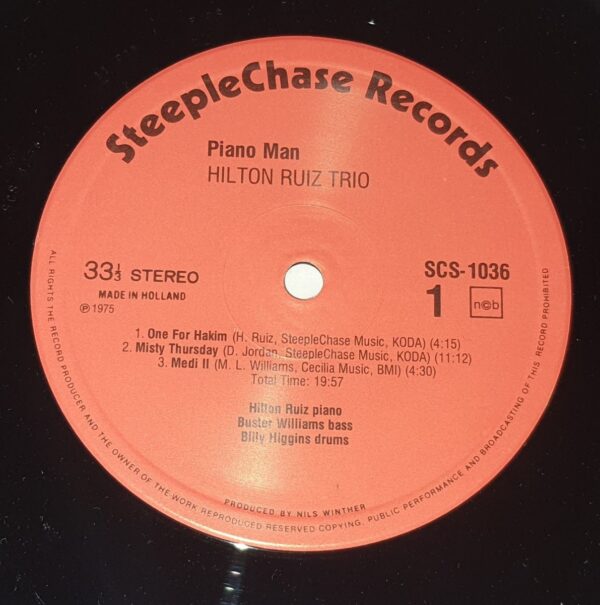 SteepleChase Records
Piano Man
HILTON RUIZ TRIO
33⅓ STEREO
MADE IN HOLLAND
℗ 1975
SCS-1036
1
n©b
1. One For Hakim (H. Ruiz, SteepleChase Music, KODA) (4:15)
2. Misty Thursday (D. Jordan, SteepleChase Music, KODA) (11:12)
3. Medi II (M. L. Williams, Cecilia Music, BMI) (4:30)
Total Time: 19:57
Hilton Ruiz piano
Buster Williams bass
Billy Higgins drums
PRODUCED BY NILS WINTHER
ALL RIGHTS THE RECORD PRODUCER AND THE OWNER OF THE WORK REPRODUCED RESERVED COPYING, PUBLIC PERFORMANCE AND BROADCASTING OF THIS RECORD PROHIBITED